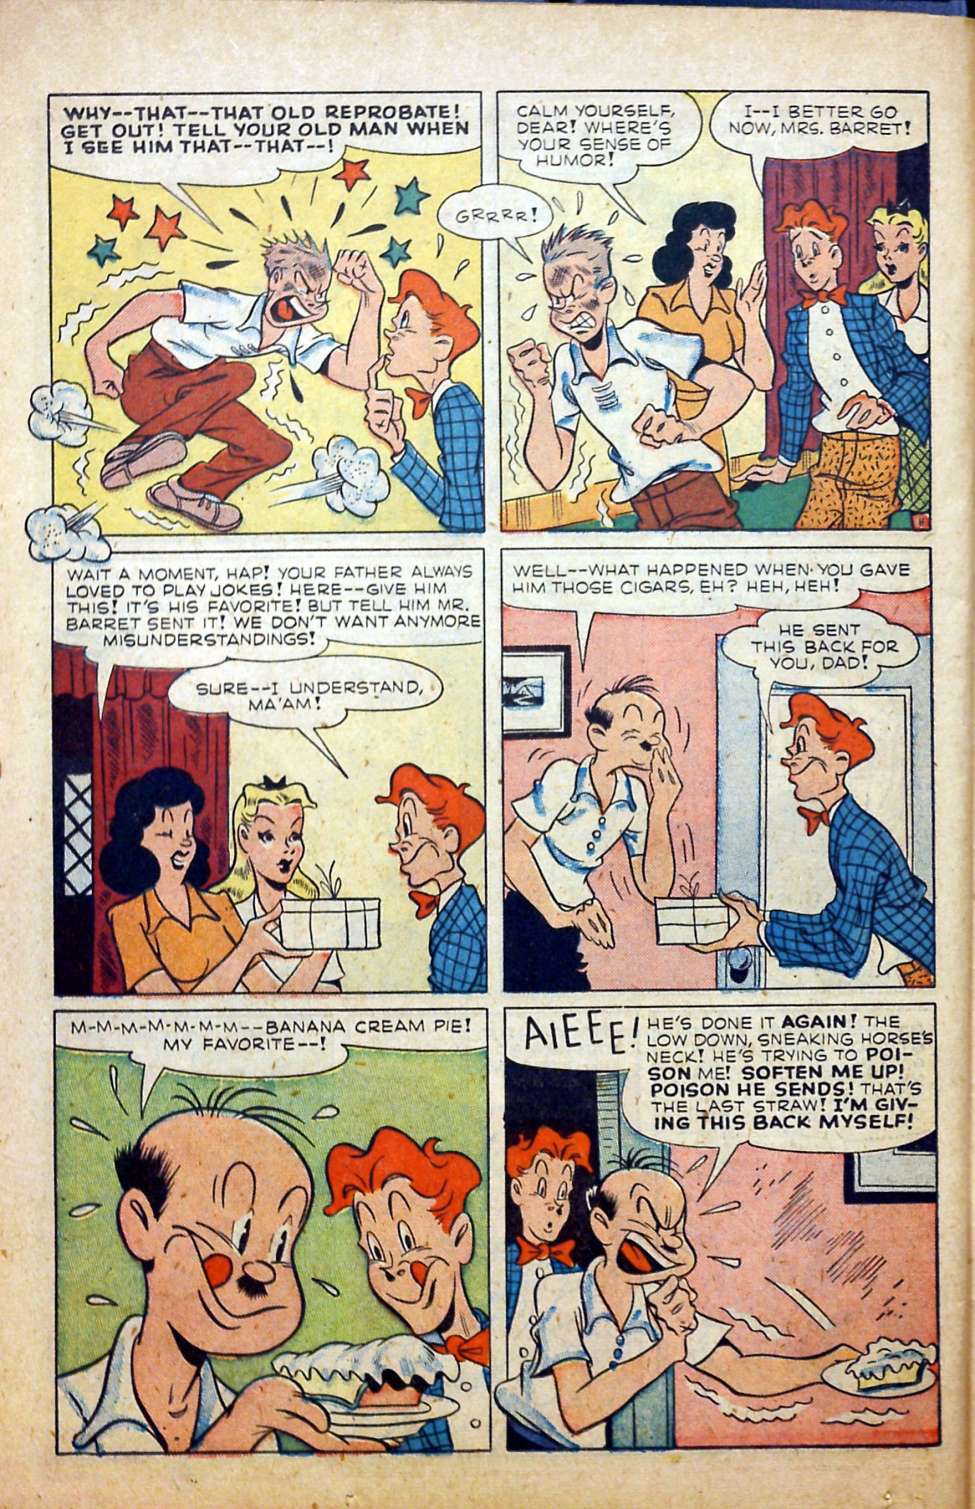 WHY--THAT--THAT OLD REPROBATE!
GET OUT! TELL YOUR OLD MAN WHEN
I SEE HIM THAT--THAT--!
GRRRR!
CALM YOURSELF,
DEAR! WHERE'S
YOUR SENSE OF
HUMOR!
I--I BETTER GO
NOW, MRS. BARRET!
WAIT A MOMENT, HAP! YOUR FATHER ALWAYS
LOVED TO PLAY JOKES! HERE--GIVE HIM
THIS! IT'S HIS FAVORITE! BUT TELL HIM MR.
BARRET SENT IT! WE DON'T WANT ANYMORE
MISUNDERSTANDINGS!
SURE--I UNDERSTAND,
MA'AM!
WELL--WHAT HAPPENED WHEN YOU GAVE
HIM THOSE CIGARS, EH? HEH, HEH!
HE SENT
THIS BACK FOR
YOU, DAD!
M-M-M-M-M-M-M--BANANA CREAM PIE!
MY FAVORITE--!
AIEEE!
HE'S DONE IT AGAIN! THE
LOW DOWN, SNEAKING HORSE'S
NECK! HE'S TRYING TO POI-
SON ME! SOFTEN ME UP!
POISON HE SENDS! THAT'S
THE LAST STRAW! I'M GIV-
ING THIS BACK MYSELF!